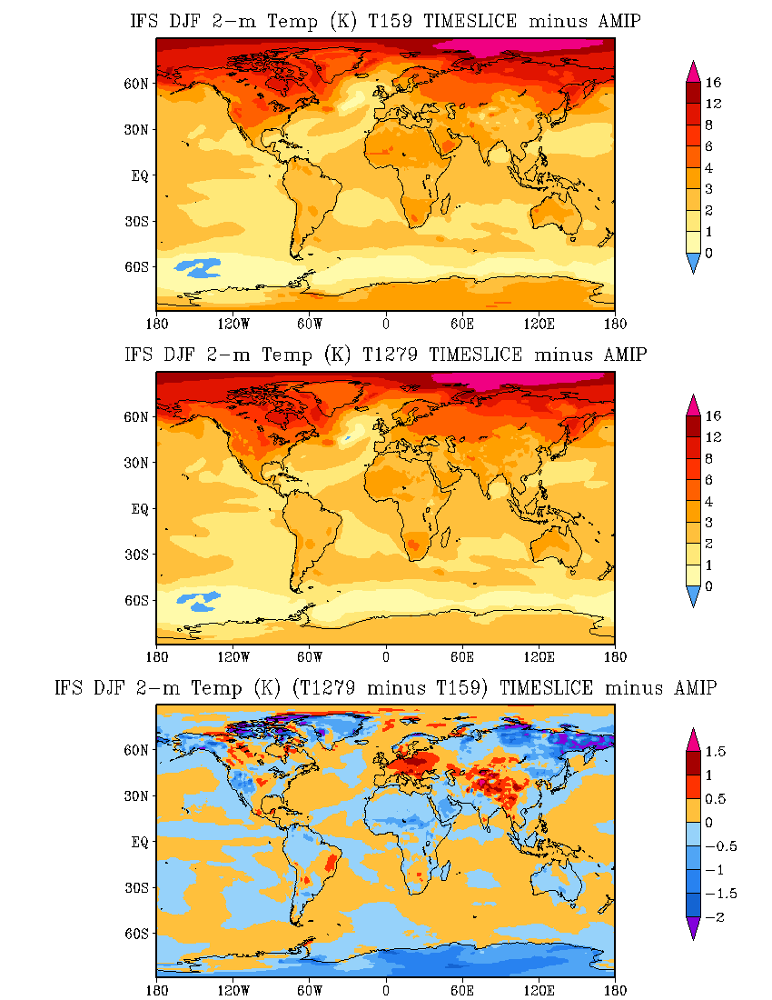 IFS DJF 2-m Temp (K) T159 TIMESLICE minus AMIP
60N
30N
EQ
30S
60S
180 120W 60W 0 60E 120E 180
16
12
8
6
4
3
2
1
0
IFS DJF 2-m Temp (K) T1279 TIMESLICE minus AMIP
60N
30N
EQ
30S
60S
180 120W 60W 0 60E 120E 180
16
12
8
6
4
3
2
1
0
IFS DJF 2-m Temp (K) (T1279 minus T159) TIMESLICE minus AMIP
60N
30N
EQ
30S
60S
180 120W 60W 0 60E 120E 180
1.5
1
0.5
0
-0.5
-1
-1.5
-2